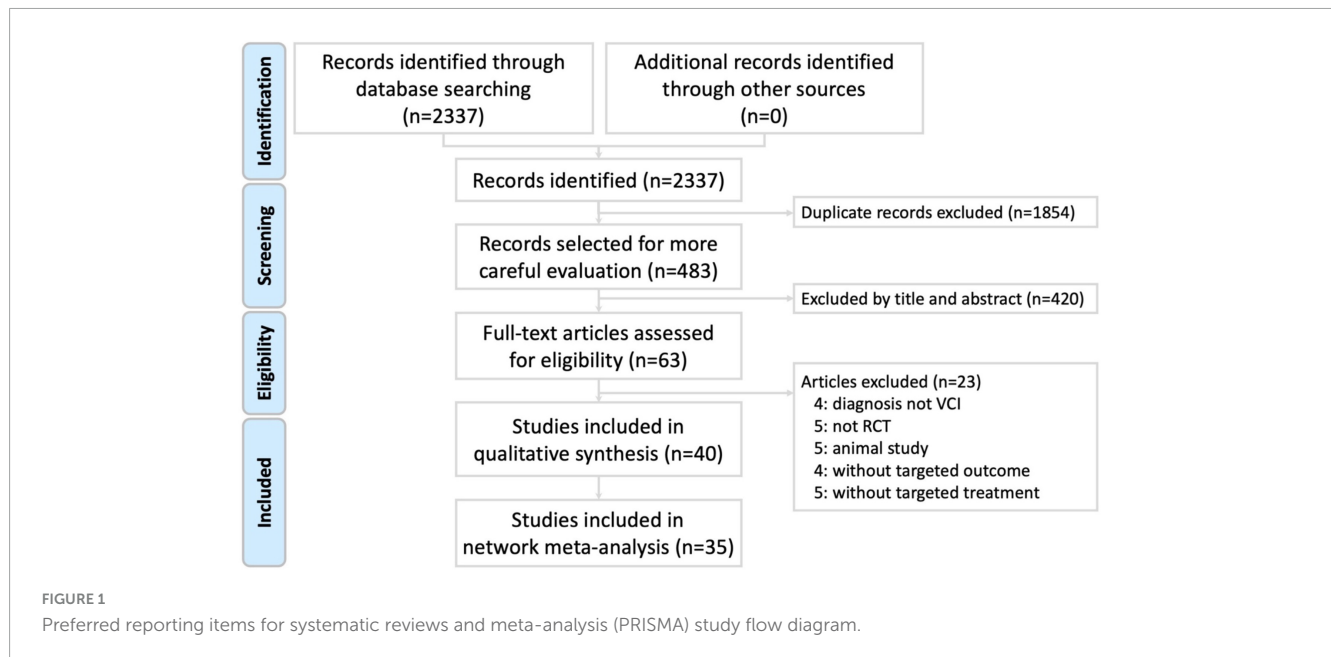 Identification
Records identified through
database searching
(n=2337)
Additional records identified
through other sources
(n=0)
Records identified (n=2337)
Duplicate records excluded (n=1854)
Screening
Records selected for more
careful evaluation (n=483)
Excluded by title and abstract (n=420)
Eligibility
Full-text articles assessed
for eligibility (n=63)
Articles excluded (n=23)
4: diagnosis not VCI
5: not RCT
5: animal study
4: without targeted outcome
5: without targeted treatment
Included
Studies included in
qualitative synthesis (n=40)
Studies included in
network meta-analysis (n=35)
FIGURE 1
Preferred reporting items for systematic reviews and meta-analysis (PRISMA) study flow diagram.